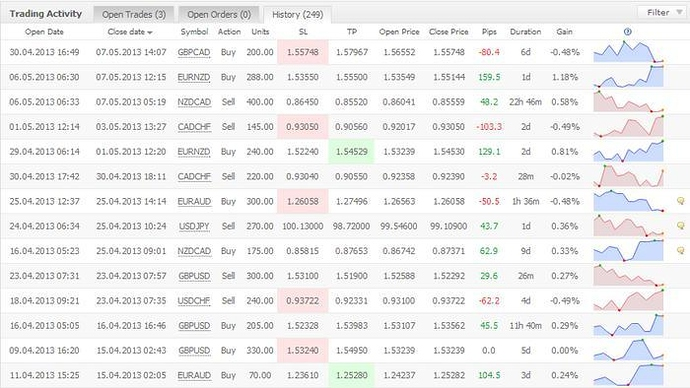 Trading Activity Open Trades (3) Open Orders (0) History (249) Filter
Open Date Close date Symbol Action Units SL TP Open Price Close Price Pips Duration Gain
30.04.2013 16:49 07.05.2013 14:07 GBPCAD Buy 200.00 1.55748 1.57967 1.56552 1.55748 -80.4 6d -0.48%
06.05.2013 06:30 07.05.2013 12:15 EURNZD Buy 288.00 1.53550 1.55500 1.53549 1.55144 159.5 1d 1.18%
06.05.2013 06:33 07.05.2013 05:19 NZDCAD Sell 400.00 0.86450 0.85520 0.86041 0.85559 48.2 22h 46m 0.58%
01.05.2013 12:14 03.05.2013 13:27 CADCHF Sell 145.00 0.93050 0.90560 0.92017 0.93050 -103.3 2d -0.49%
29.04.2013 06:14 01.05.2013 12:20 EURNZD Buy 240.00 1.52240 1.54529 1.53239 1.54530 129.1 2d 0.81%
30.04.2013 17:42 30.04.2013 18:11 CADCHF Sell 220.00 0.93040 0.90550 0.92358 0.92390 -3.2 28m -0.02%
25.04.2013 12:37 25.04.2013 14:14 EURAUD Buy 300.00 1.26058 1.27496 1.26563 1.26058 -50.5 1h 36m -0.48%
24.04.2013 06:34 25.04.2013 10:24 USDJPY Sell 270.00 100.13000 98.72000 99.54600 99.10900 43.7 1d 0.36%
16.04.2013 05:23 25.04.2013 09:01 NZDCAD Buy 175.00 0.85815 0.87653 0.86742 0.87371 62.9 9d 0.33%
23.04.2013 07:31 23.04.2013 07:57 GBPUSD Sell 300.00 1.53100 1.51900 1.52588 1.52292 29.6 26m 0.27%
18.04.2013 09:21 23.04.2013 07:35 USDCHF Sell 240.00 0.93722 0.92331 0.93100 0.93722 -62.2 4d -0.49%
16.04.2013 05:05 16.04.2013 16:46 GBPUSD Buy 205.00 1.52328 1.53983 1.53107 1.53562 45.5 11h 40m 0.29%
09.04.2013 16:20 15.04.2013 02:43 GBPUSD Buy 330.00 1.53240 1.54950 1.53239 1.53239 0.0 5d 0.00%
11.04.2013 15:25 15.04.2013 02:05 EURAUD Buy 70.00 1.23610 1.25280 1.24237 1.25282 104.5 3d 0.24%